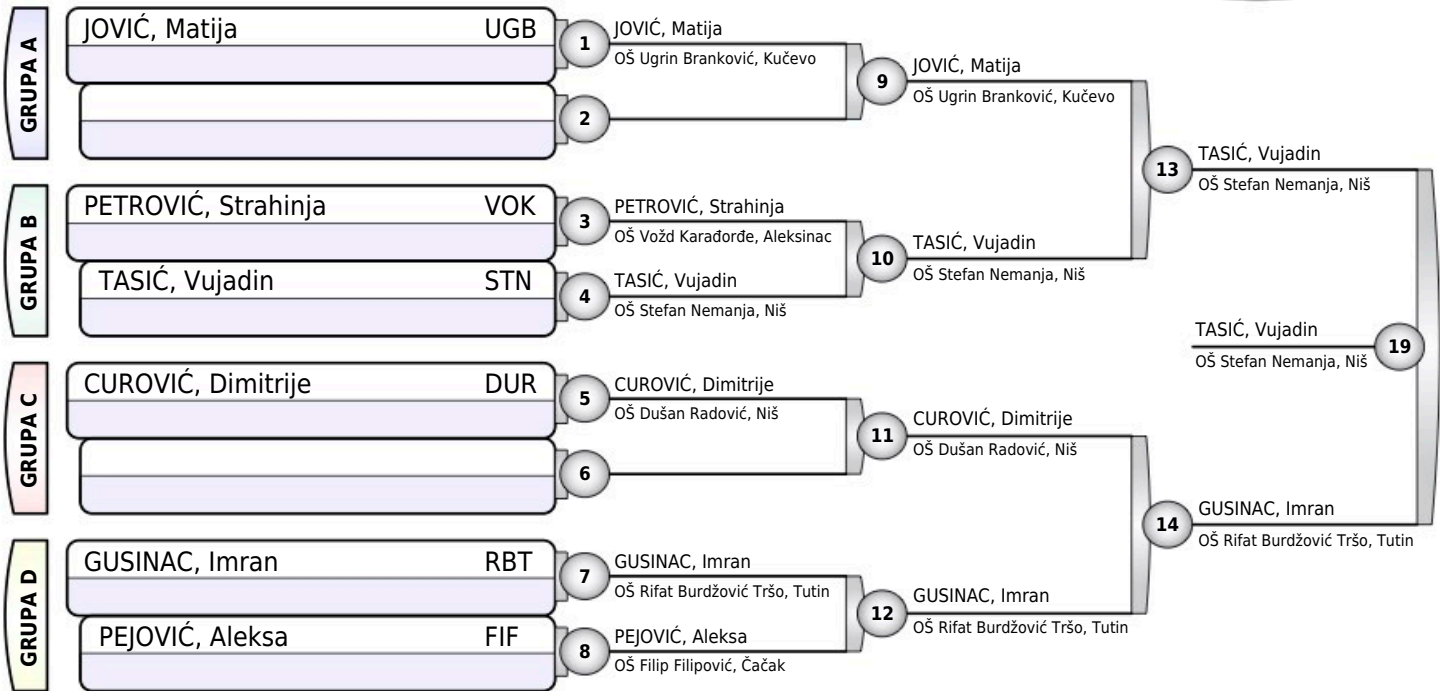 GRUPA A
JOVIĆ, Matija UGB
1
JOVIĆ, Matija
OŠ Ugrin Branković, Kučevo
2
9
JOVIĆ, Matija
OŠ Ugrin Branković, Kučevo
GRUPA B
PETROVIĆ, Strahinja VOK
3
PETROVIĆ, Strahinja
OŠ Vožd Karađorđe, Aleksinac
TASIĆ, Vujadin STN
4
TASIĆ, Vujadin
OŠ Stefan Nemanja, Niš
10
TASIĆ, Vujadin
OŠ Stefan Nemanja, Niš
13
TASIĆ, Vujadin
OŠ Stefan Nemanja, Niš
GRUPA C
CUROVIĆ, Dimitrije DUR
5
CUROVIĆ, Dimitrije
OŠ Dušan Radović, Niš
6
11
CUROVIĆ, Dimitrije
OŠ Dušan Radović, Niš
GRUPA D
GUSINAC, Imran RBT
7
GUSINAC, Imran
OŠ Rifat Burdžović Tršo, Tutin
PEJOVIĆ, Aleksa FIF
8
PEJOVIĆ, Aleksa
OŠ Filip Filipović, Čačak
12
GUSINAC, Imran
OŠ Rifat Burdžović Tršo, Tutin
14
GUSINAC, Imran
OŠ Rifat Burdžović Tršo, Tutin
TASIĆ, Vujadin
OŠ Stefan Nemanja, Niš
19